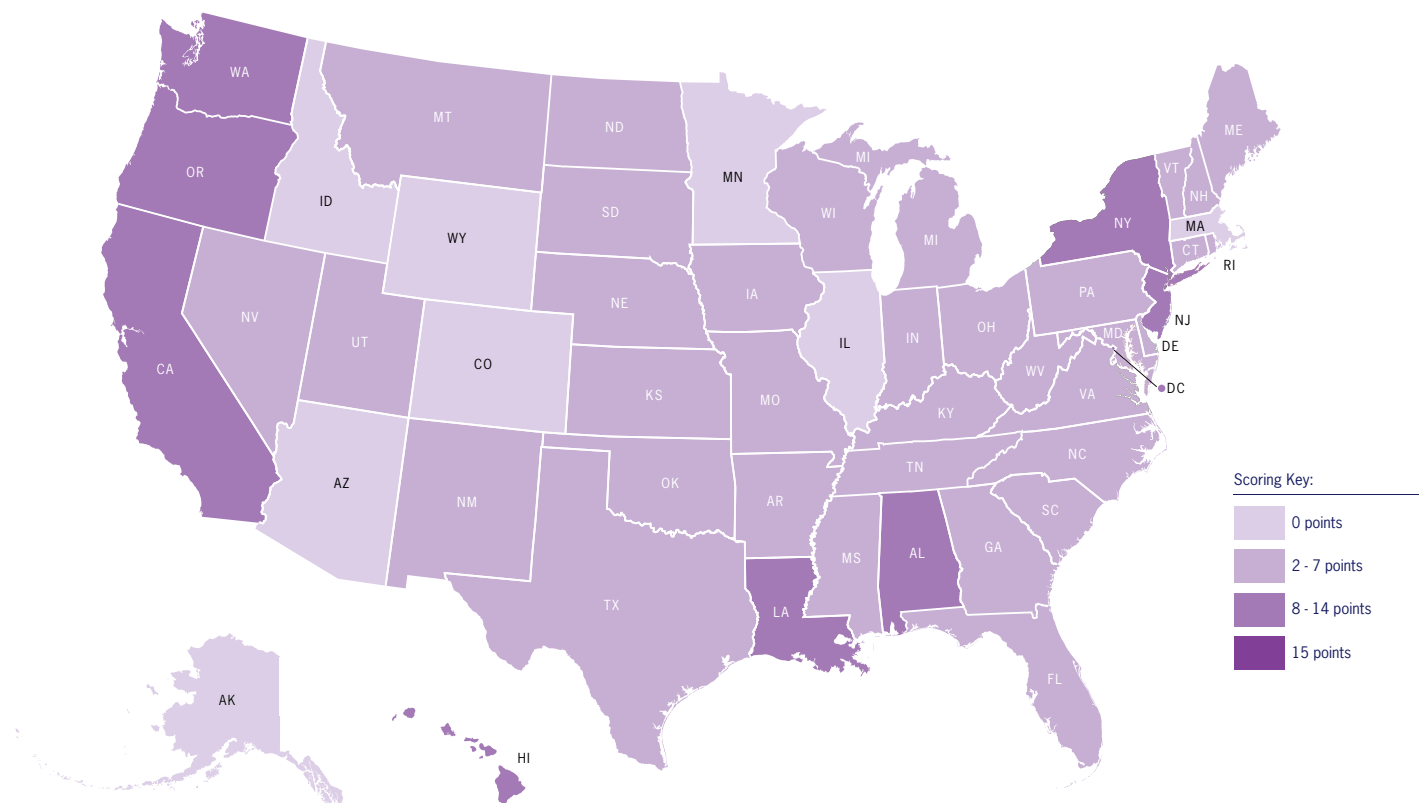 WA
MT
ND
ME
MI
VT
OR
MN
NH
ID
SD
WI
NY
MA
WY
MI
CT
RI
IA
PA
NE
NV
OH
NJ
MD
IN
UT
IL
DE
CO
CA
WV
DC
KS
VA
MO
KY
NC
TN
AZ
OK
Scoring Key:
NM
AR
SC
0 points
GA
AL
MS
2 - 7 points
TX
LA
8 - 14 points
15 points
FL
AK
HI